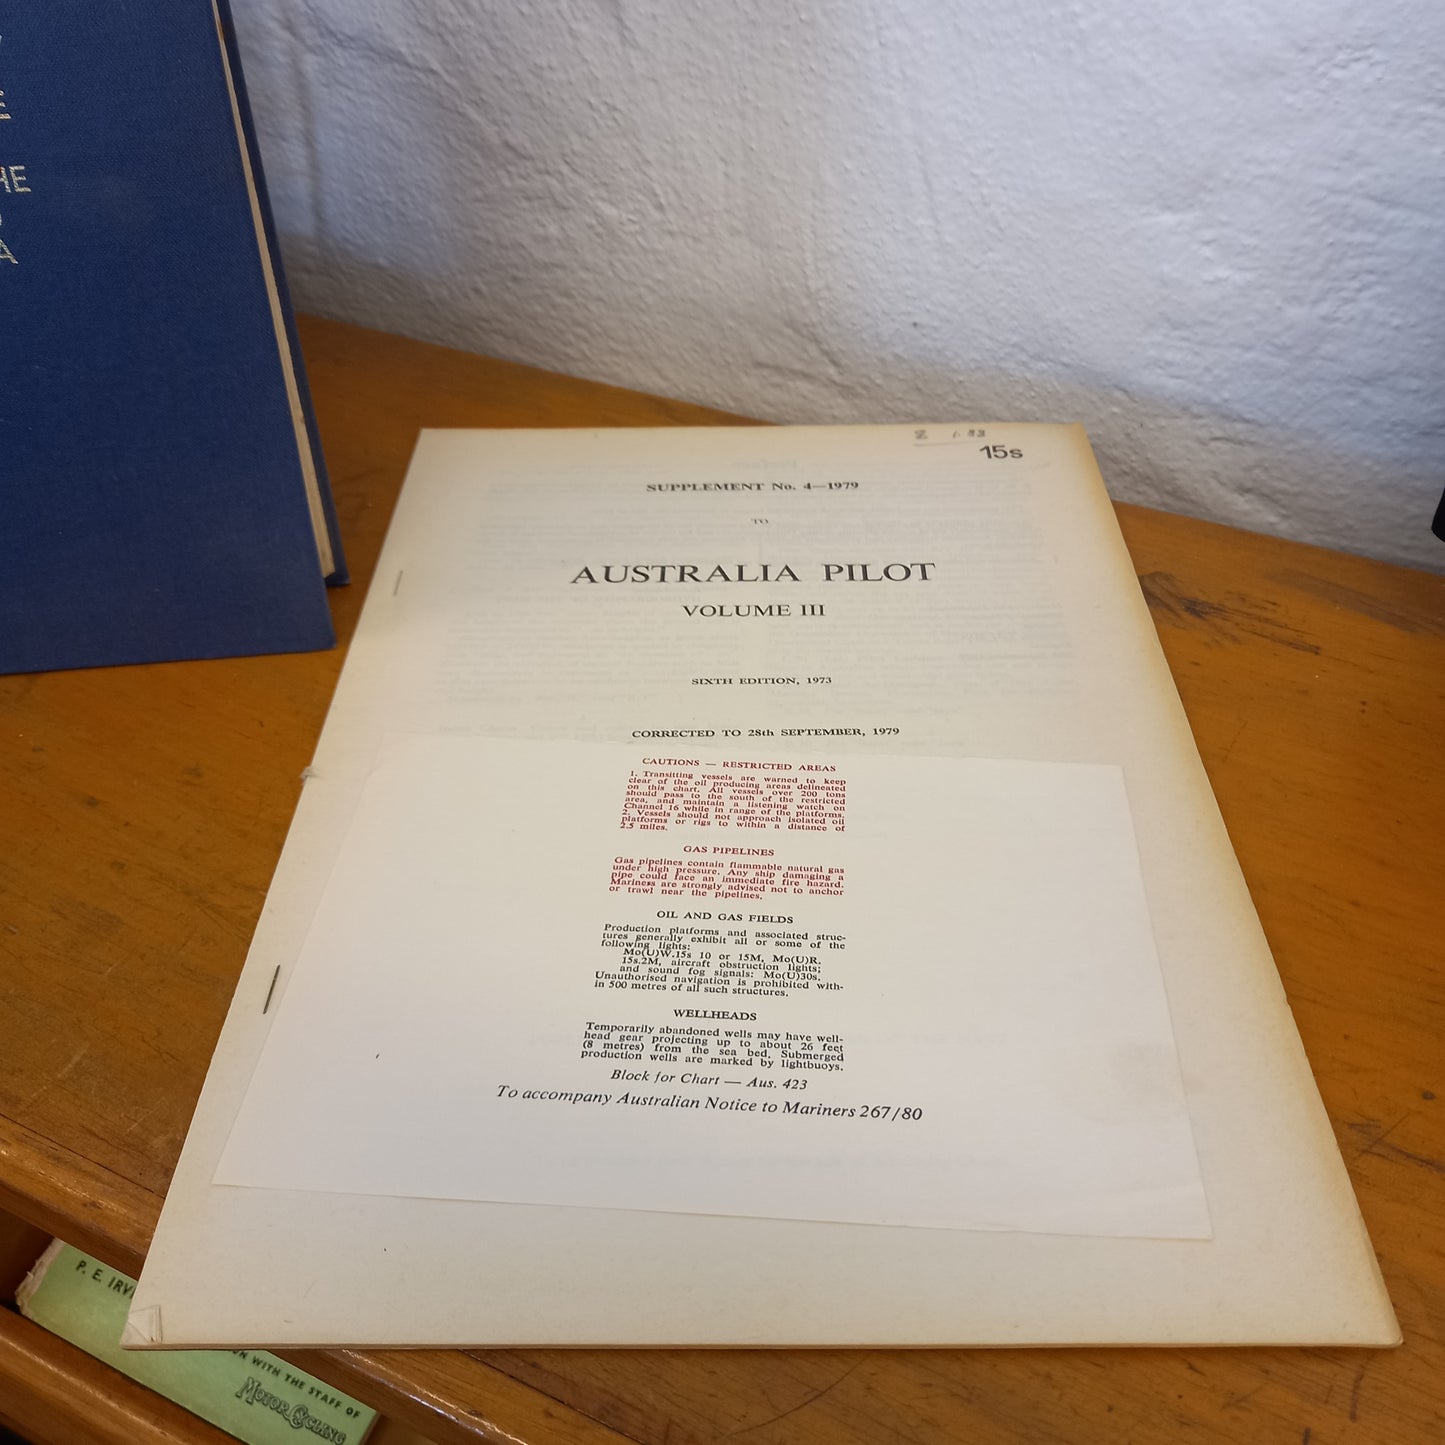 HE
A
15s
SUPPLEMENT No. 4—1979
TO
AUSTRALIA PILOT
VOLUME III
SIXTH EDITION, 1973
CORRECTED TO 28th SEPTEMBER, 1979
CAUTIONS — RESTRICTED AREAS
1. Transitting vessels are warned to keep
clear of the oil producing areas delineated
on this chart. All vessels over 200 tons
should pass to the south of the restricted
area, and maintain a listening watch on
Channel 16 while in range of the platforms.
2. Vessels should not approach isolated oil
platforms or rigs to within a distance of
2.5 miles.
GAS PIPELINES
Gas pipelines contain flammable natural gas
under high pressure. Any ship damaging a
pipe could face an immediate fire hazard.
Mariners are strongly advised not to anchor
or trawl near the pipelines.
OIL AND GAS FIELDS
Production platforms and associated struc-
tures generally exhibit all or some of the
following lights:
Mo(U)W.15s 10 or 15M, Mo(U)R.
15s.2M, aircraft obstruction lights;
and sound fog signals: Mo(U)30s.
Unauthorised navigation is prohibited with-
in 500 metres of all such structures.
WELLHEADS
Temporarily abandoned wells may have well-
head gear projecting up to about 26 feet
(8 metres) from the sea bed. Submerged
production wells are marked by lightbuoys.
Block for Chart — Aus. 423
To accompany Australian Notice to Mariners 267/80
P. E. IRV
WITH THE STAFF OF
MOTOR CYCLING